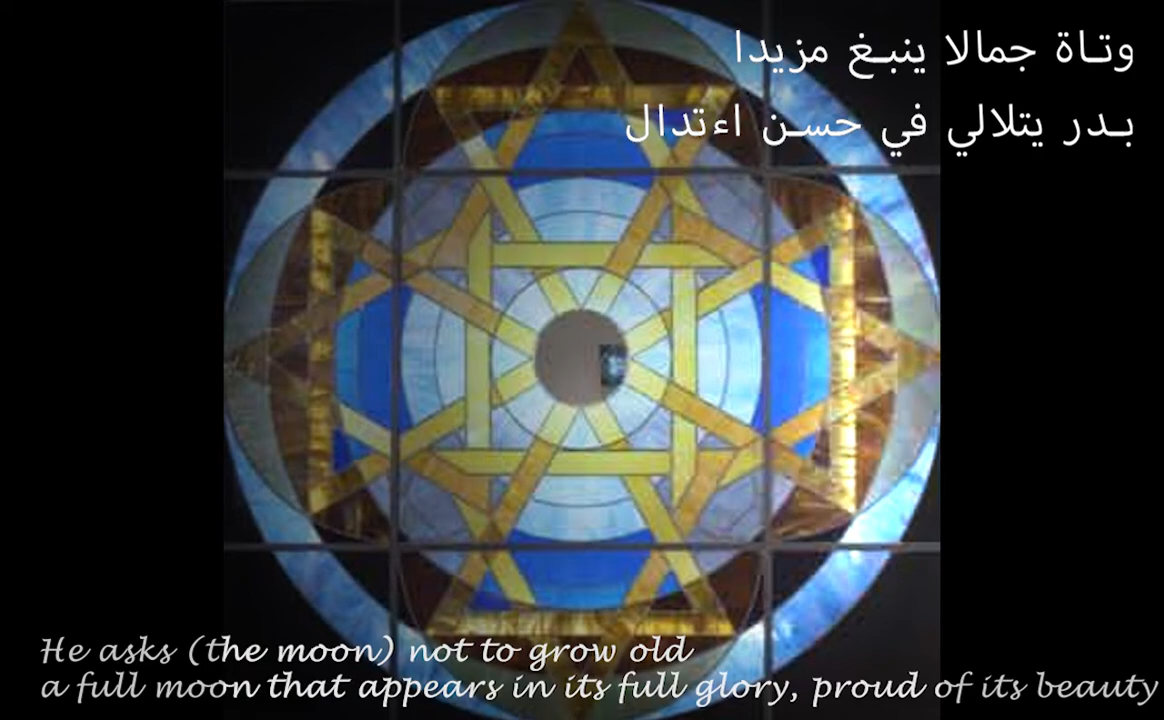 وتاة جمالا ينبغ مزيدا
بدر يتلالي في حسن اءتدال
He asks (the moon) not to grow old
a full moon that appears in its full glory, proud of its beauty